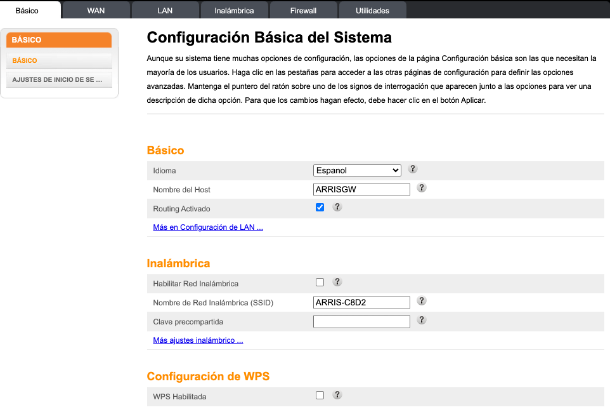 Básico WAN LAN Inalámbrica Firewall Utilidades
BÁSICO
BÁSICO
AJUSTES DE INICIO DE SE ...
Configuración Básica del Sistema
Aunque su sistema tiene muchas opciones de configuración, las opciones de la página Configuración básica son las que necesitan la
mayoría de los usuarios. Haga clic en las pestañas para acceder a las otras páginas de configuración para definir las opciones
avanzadas. Mantenga el puntero del ratón sobre uno de los signos de interrogación que aparecen junto a las opciones para ver una
descripción de dicha opción. Para que los cambios hagan efecto, debe hacer clic en el botón Aplicar.
Básico
Idioma Espanol ?
Nombre del Host ARRISGW ?
Routing Activado ?
Más en Configuración de LAN ...
Inalámbrica
Habilitar Red Inalámbrica ?
Nombre de Red Inalámbrica (SSID) ARRIS-C8D2 ?
Clave precompartida ?
Más ajustes inalámbrico ...
Configuración de WPS
WPS Habilitada ?